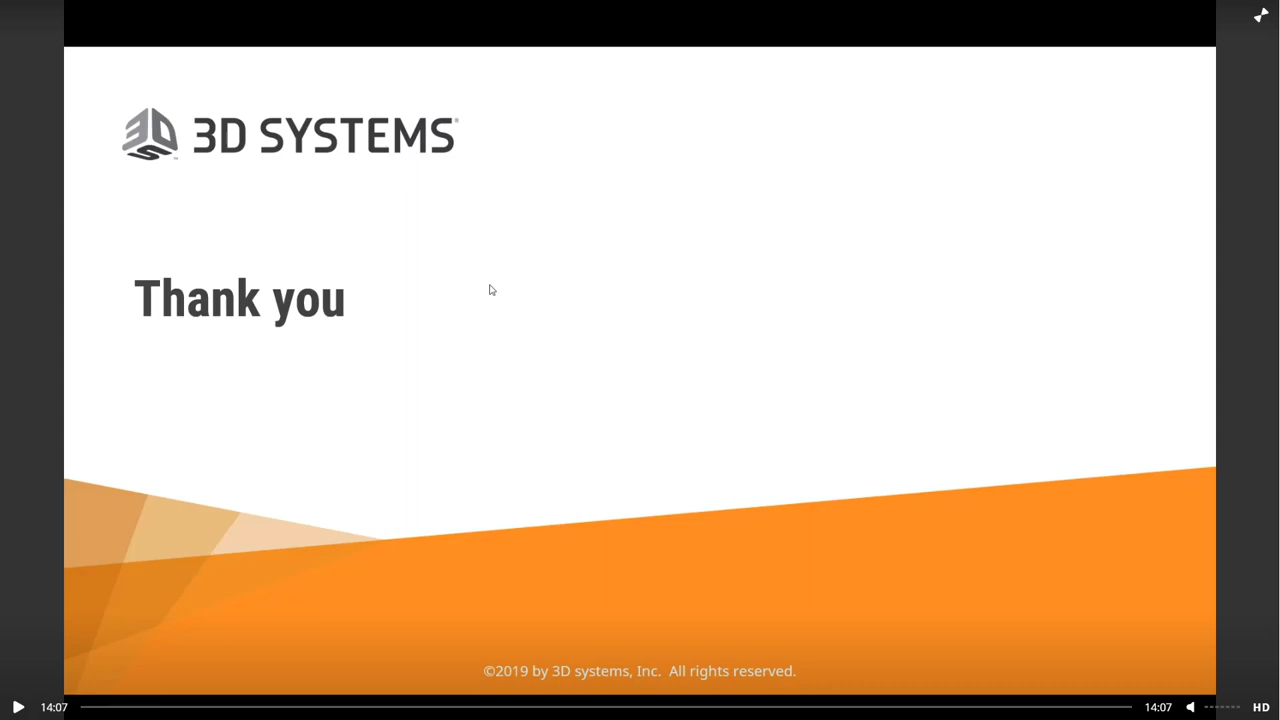 3D SYSTEMS
Thank you
©2019 by 3D systems, Inc. All rights reserved.
14:07
14:07
HD